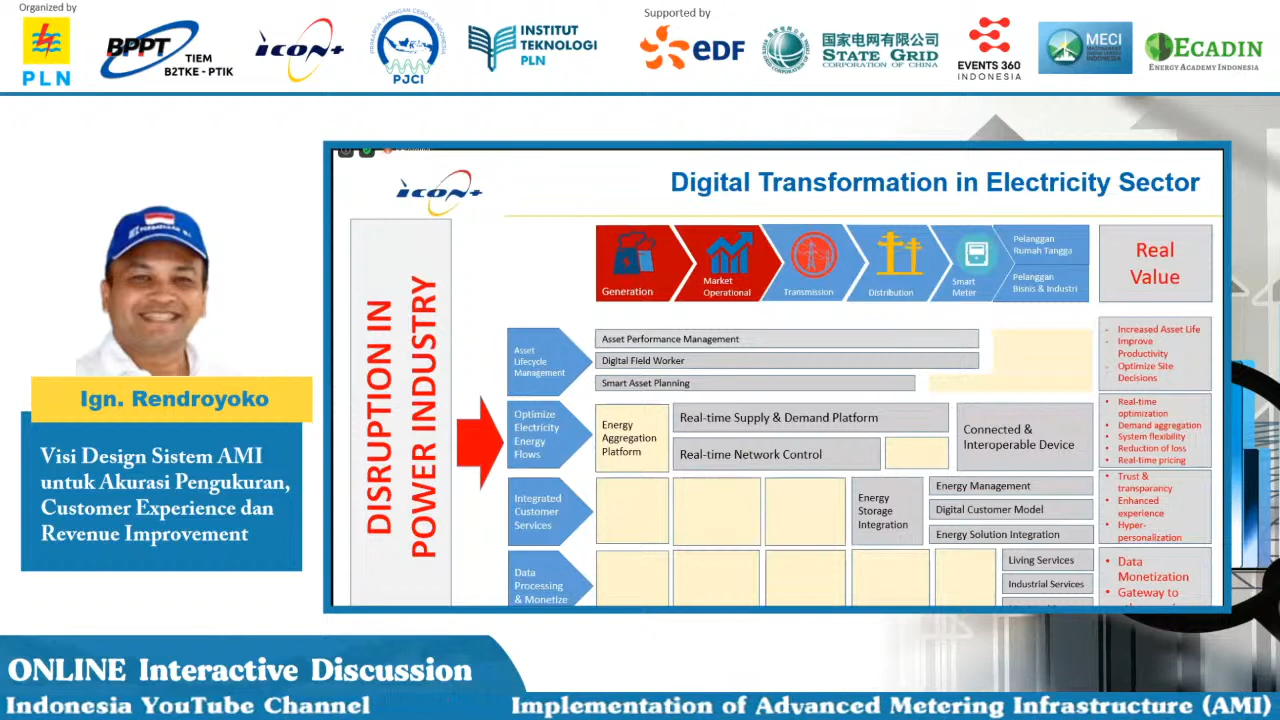 Organized by
PLN
BPPT
TIEM
B2TKE - PTIK
icon+
PRAKARSA JARINGAN CERDAS INDONESIA
PJCI
INSTITUT
TEKNOLOGI
PLN
Supported by
eDF
国家电网有限公司
STATE GRID
CORPORATION OF CHINA
EVENTS 360
INDONESIA
MECI
ECADIN
ENERGY ACADEMY INDONESIA
icon+
Digital Transformation in Electricity Sector
DISRUPTION IN
POWER INDUSTRY
Generation
Market
Operational
Transmission
Distribution
Smart
Meter
Pelanggan
Rumah Tangga
Pelanggan
Bisnis & Industri
Real
Value
Asset
Lifecycle
Management
Asset Performance Management
Digital Field Worker
Smart Asset Planning
- Increased Asset Life
- Improve
Productivity
- Optimize Site
Decisions
Optimize
Electricity
Energy
Flows
Energy
Aggregation
Platform
Real-time Supply & Demand Platform
Real-time Network Control
Connected &
Interoperable Device
• Real-time
optimization
• Demand aggregation
• System flexibility
• Reduction of loss
• Real-time pricing
Integrated
Customer
Services
Energy
Storage
Integration
Energy Management
Digital Customer Model
Energy Solution Integration
• Trust &
transparancy
• Enhanced
experience
• Hyper-
personalization
Data
Processing
& Monetize
Living Services
Industrial Services
• Data
Monetization
• Gateway to
Ign. Rendroyoko
Visi Design Sistem AMI
untuk Akurasi Pengukuran,
Customer Experience dan
Revenue Improvement
ONLINE Interactive Discussion
Indonesia YouTube Channel
Implementation of Advanced Metering Infrastructure (AMI)